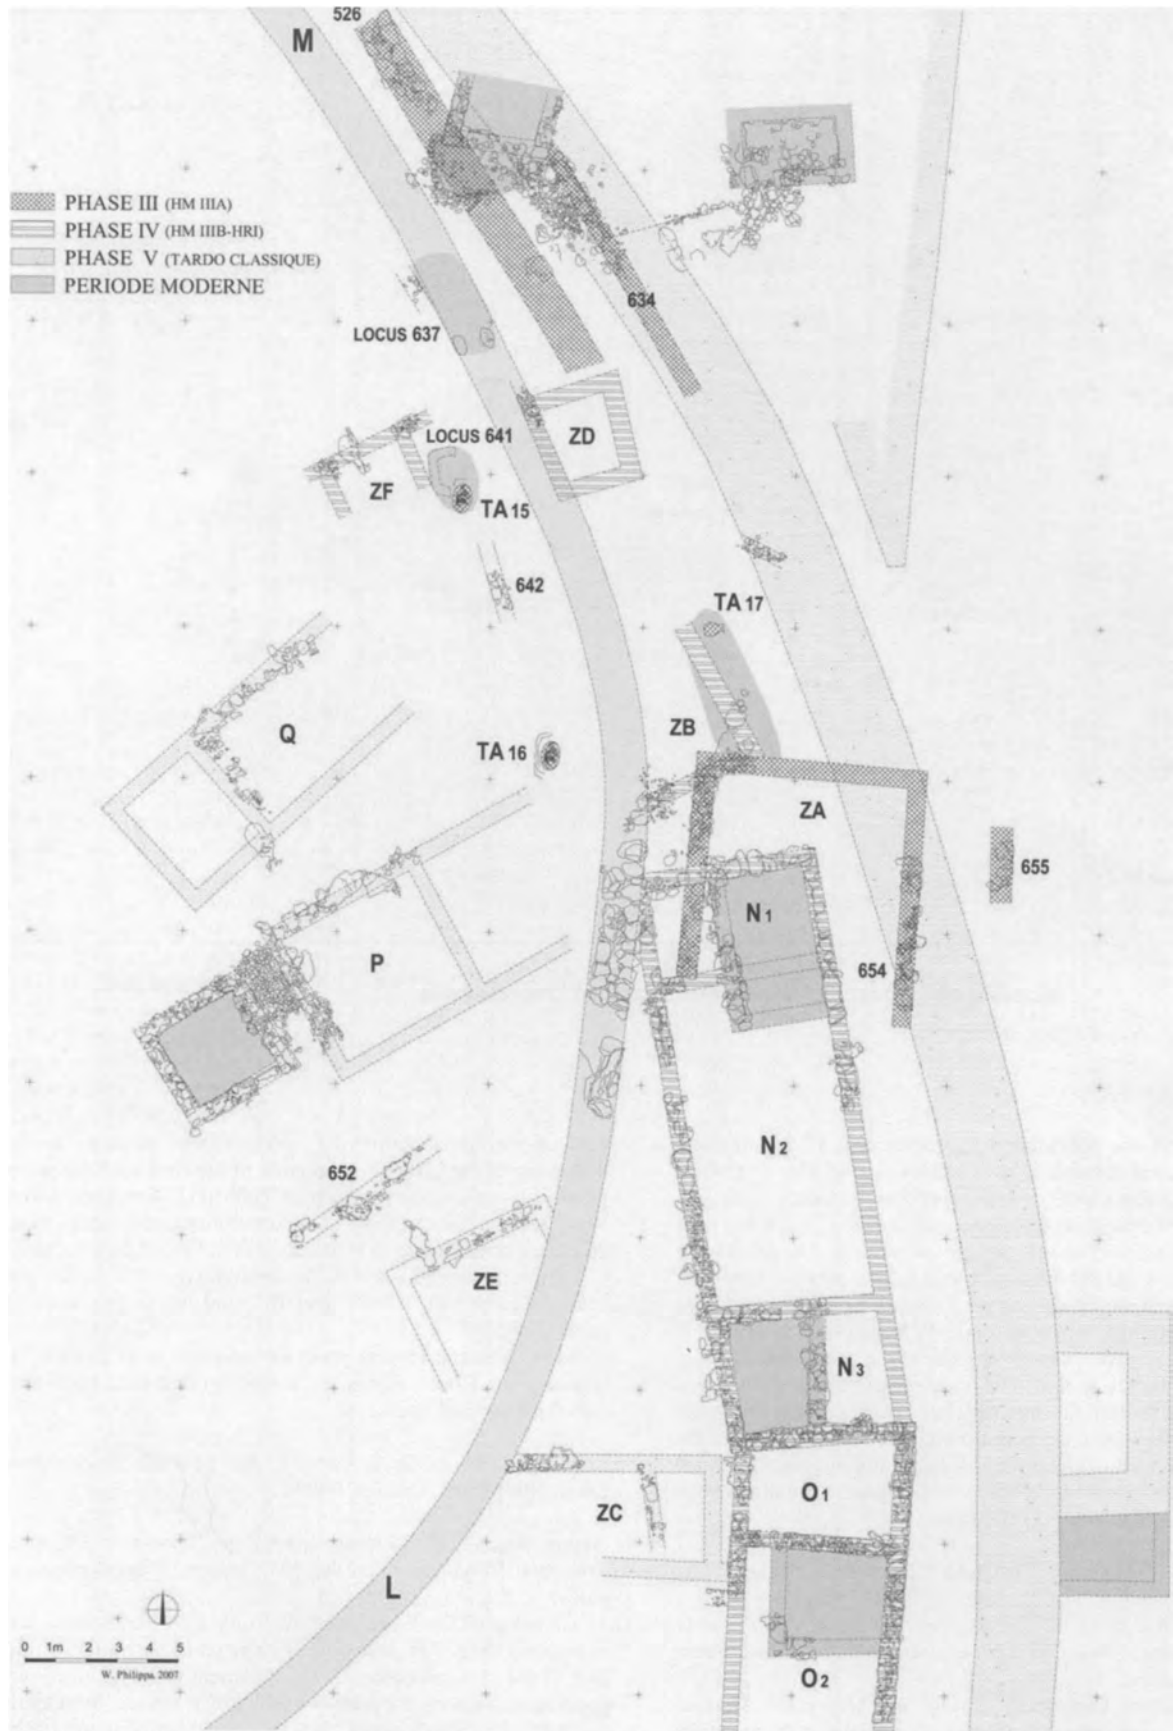 526
M
PHASE III (HM IIIA)
PHASE IV (HM IIIB-HRI)
PHASE V (TARDO CLASSIQUE)
PERIODE MODERNE
634
LOCUS 637
LOCUS 641
ZD
ZF
TA 15
642
TA 17
Q
ZB
TA 16
ZA
655
N1
P
654
N2
652
ZE
N3
O1
ZC
L
0 1m 2 3 4 5
W. Philippa, 2007
O2